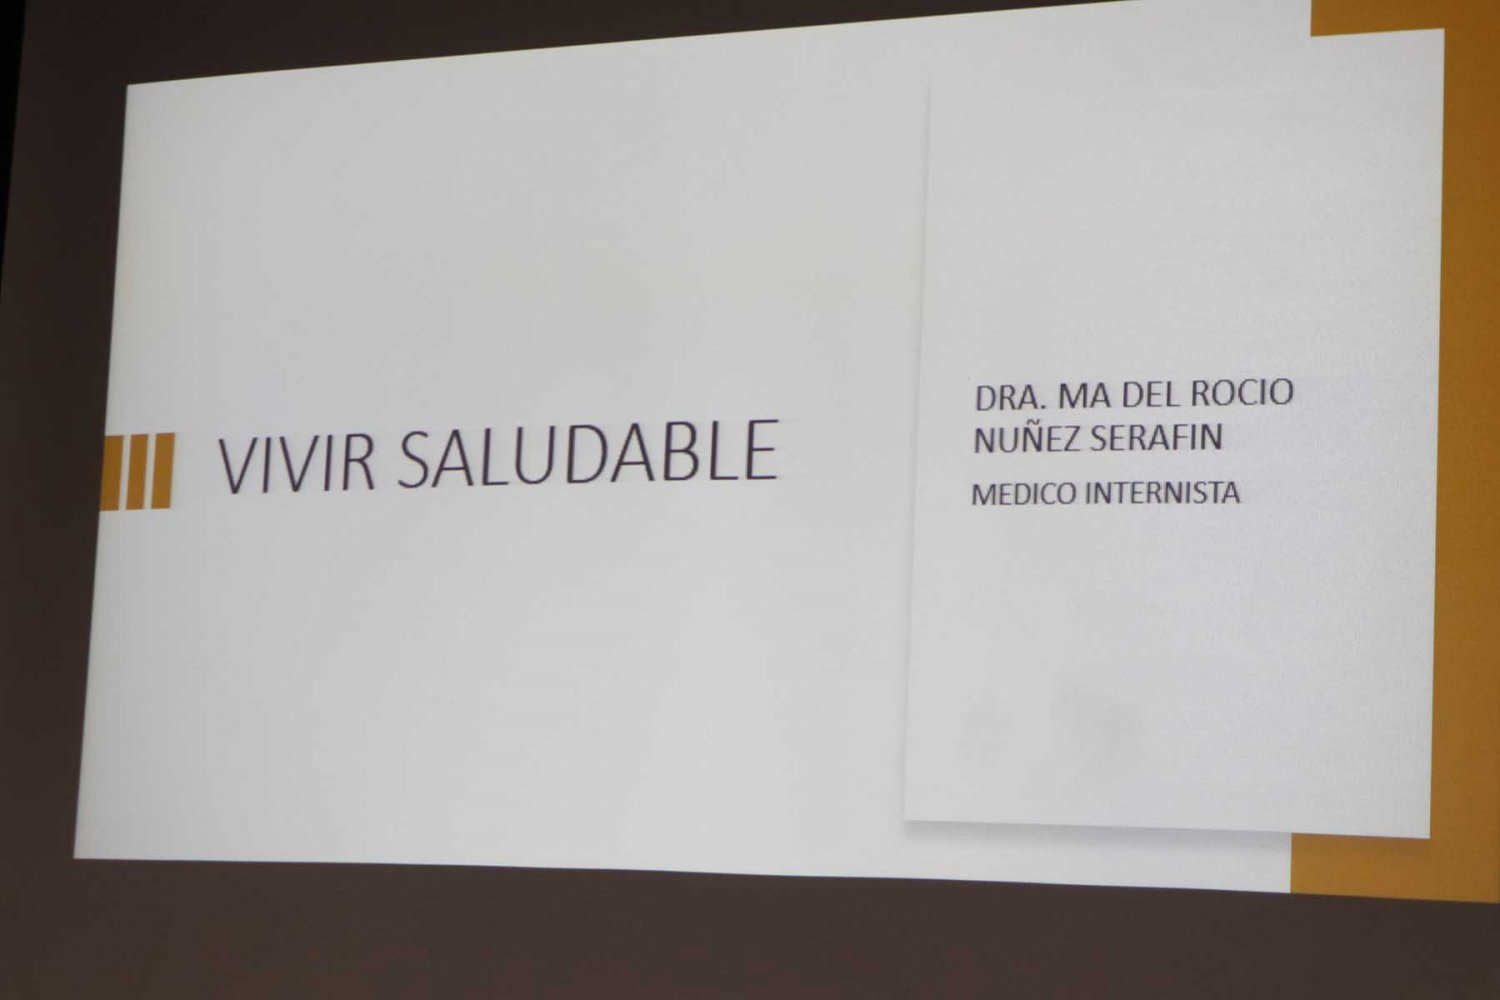 VIVIR SALUDABLE
DRA. MA DEL ROCIO
NUÑEZ SERAFIN
MEDICO INTERNISTA